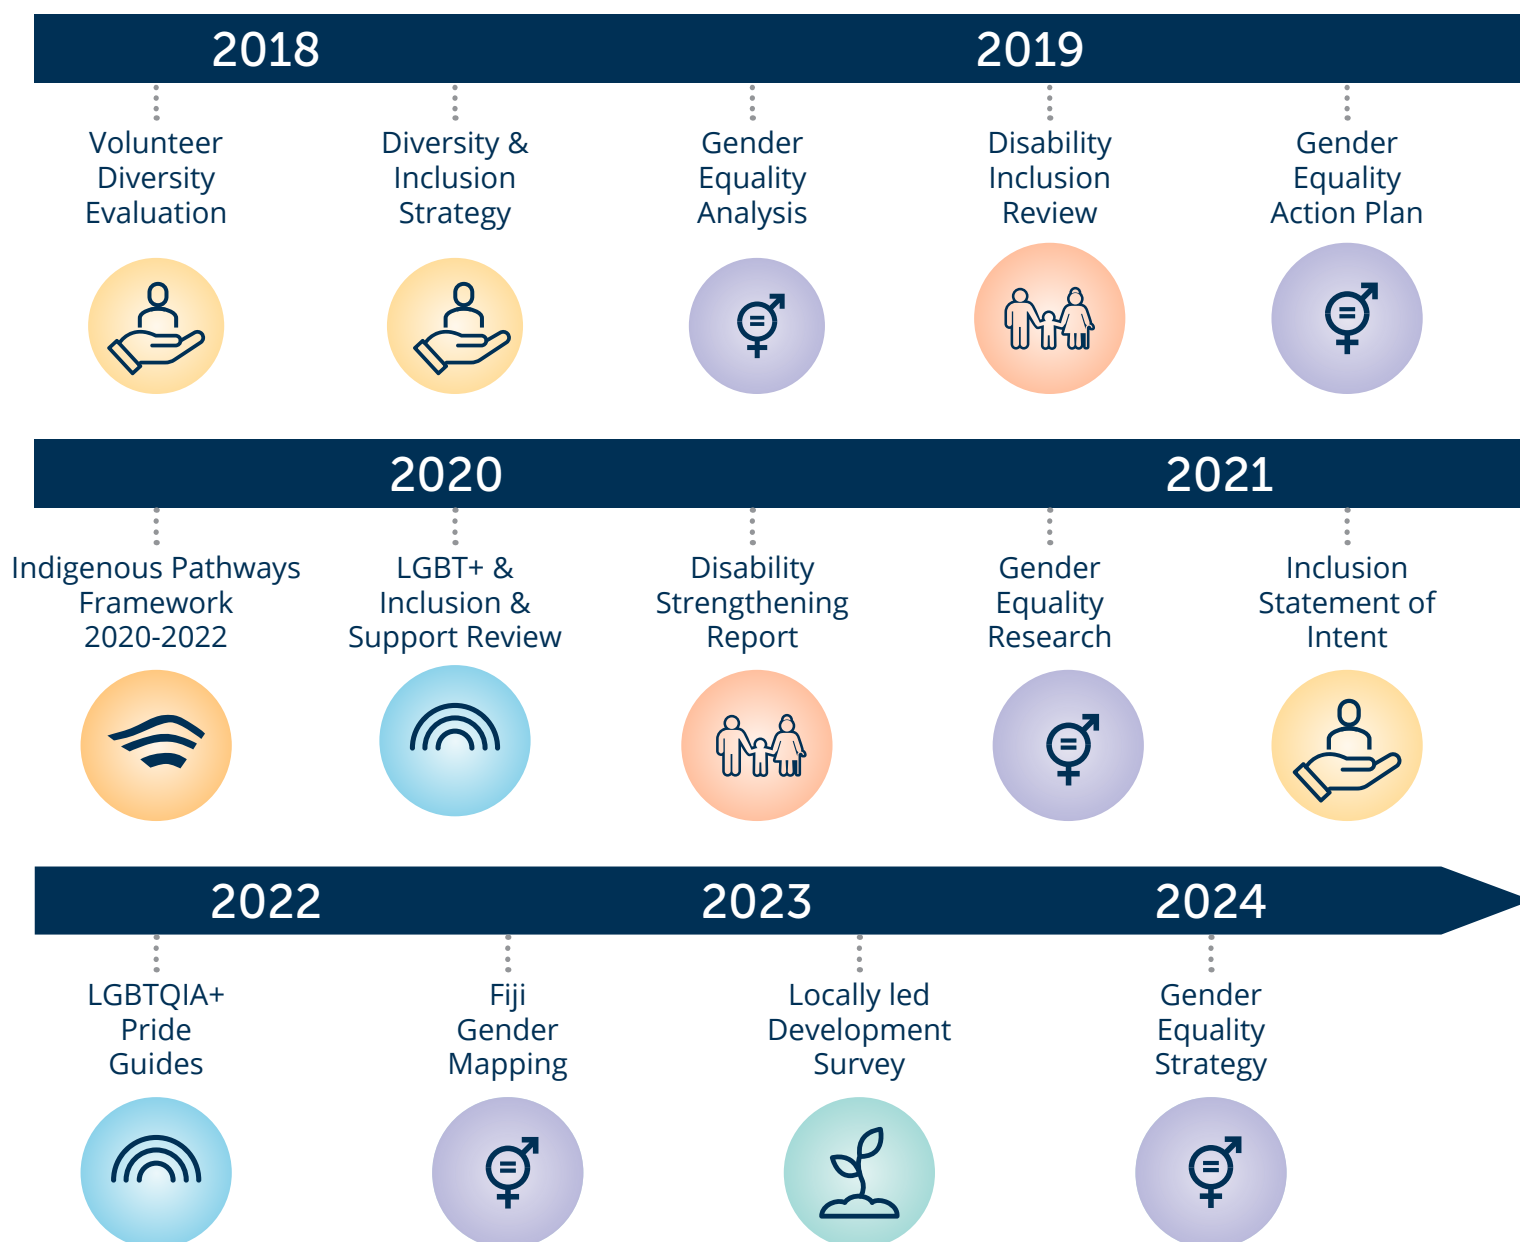 2018
2019
Volunteer
Diversity
Evaluation
Diversity &
Inclusion
Strategy
Gender
Equality
Analysis
Disability
Inclusion
Review
Gender
Equality
Action Plan
2020
2021
Indigenous Pathways
Framework
2020-2022
LGBT+ &
Inclusion &
Support Review
Disability
Strengthening
Report
Gender
Equality
Research
Inclusion
Statement of
Intent
2022
2023
2024
LGBTQIA+
Pride
Guides
Fiji
Gender
Mapping
Locally led
Development
Survey
Gender
Equality
Strategy